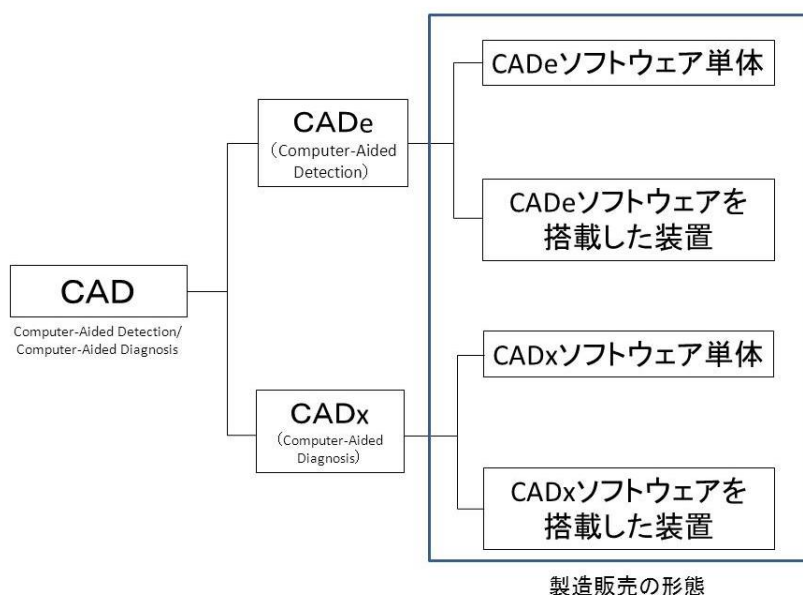 CAD
Computer-Aided Detection/
Computer-Aided Diagnosis
CADe
(Computer-Aided
Detection)
CADx
(Computer-Aided
Diagnosis)
CADeソフトウェア単体
CADeソフトウェアを
搭載した装置
CADxソフトウェア単体
CADxソフトウェアを
搭載した装置
製造販売の形態